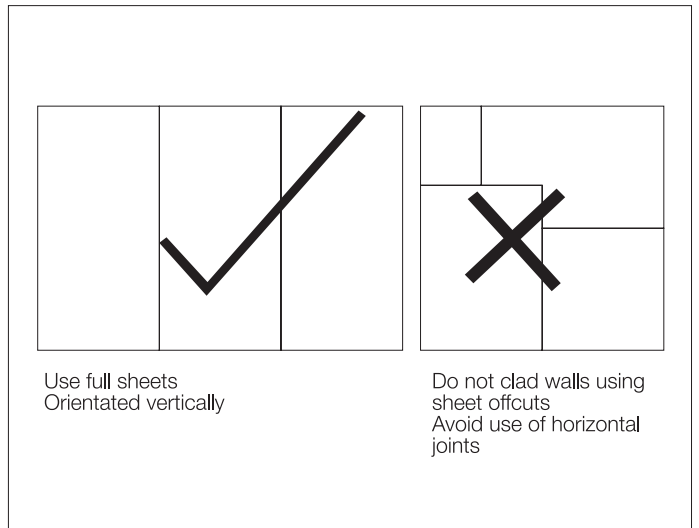 Use full sheets
Orientated vertically
Do not clad walls using
sheet offcuts
Avoid use of horizontal
joints